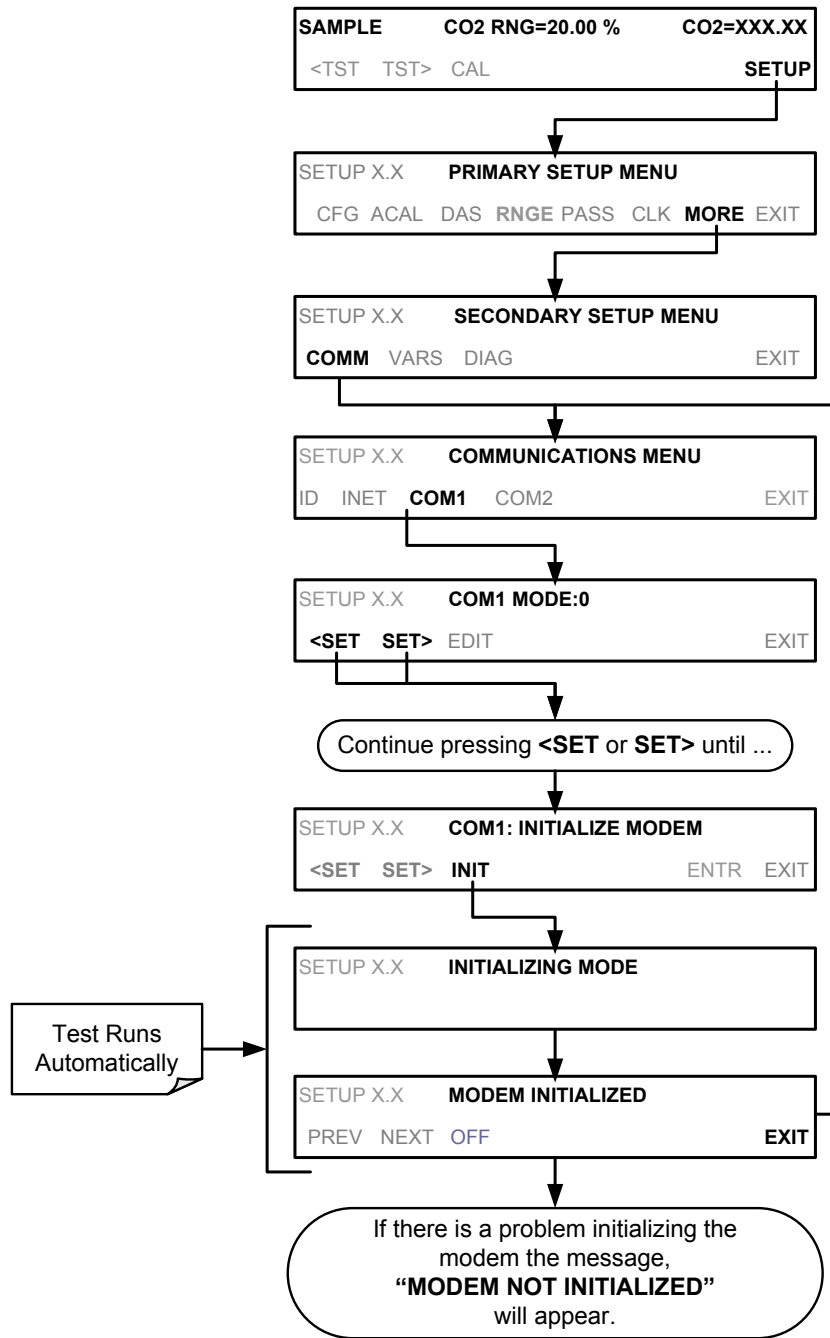 SAMPLE CO2 RNG=20.00 % CO2=XXX.XX
<TST TST> CAL SETUP
SETUP X.X PRIMARY SETUP MENU
CFG ACAL DAS RNGE PASS CLK MORE EXIT
SETUP X.X SECONDARY SETUP MENU
COMM VARS DIAG EXIT
SETUP X.X COMMUNICATIONS MENU
ID INET COM1 COM2 EXIT
SETUP X.X COM1 MODE:0
<SET SET> EDIT EXIT
Continue pressing <SET or SET> until ...
SETUP X.X COM1: INITIALIZE MODEM
<SET SET> INIT ENTR EXIT
SETUP X.X INITIALIZING MODE
Test Runs
Automatically
SETUP X.X MODEM INITIALIZED
PREV NEXT OFF EXIT
If there is a problem initializing the
modem the message,
“MODEM NOT INITIALIZED”
will appear.